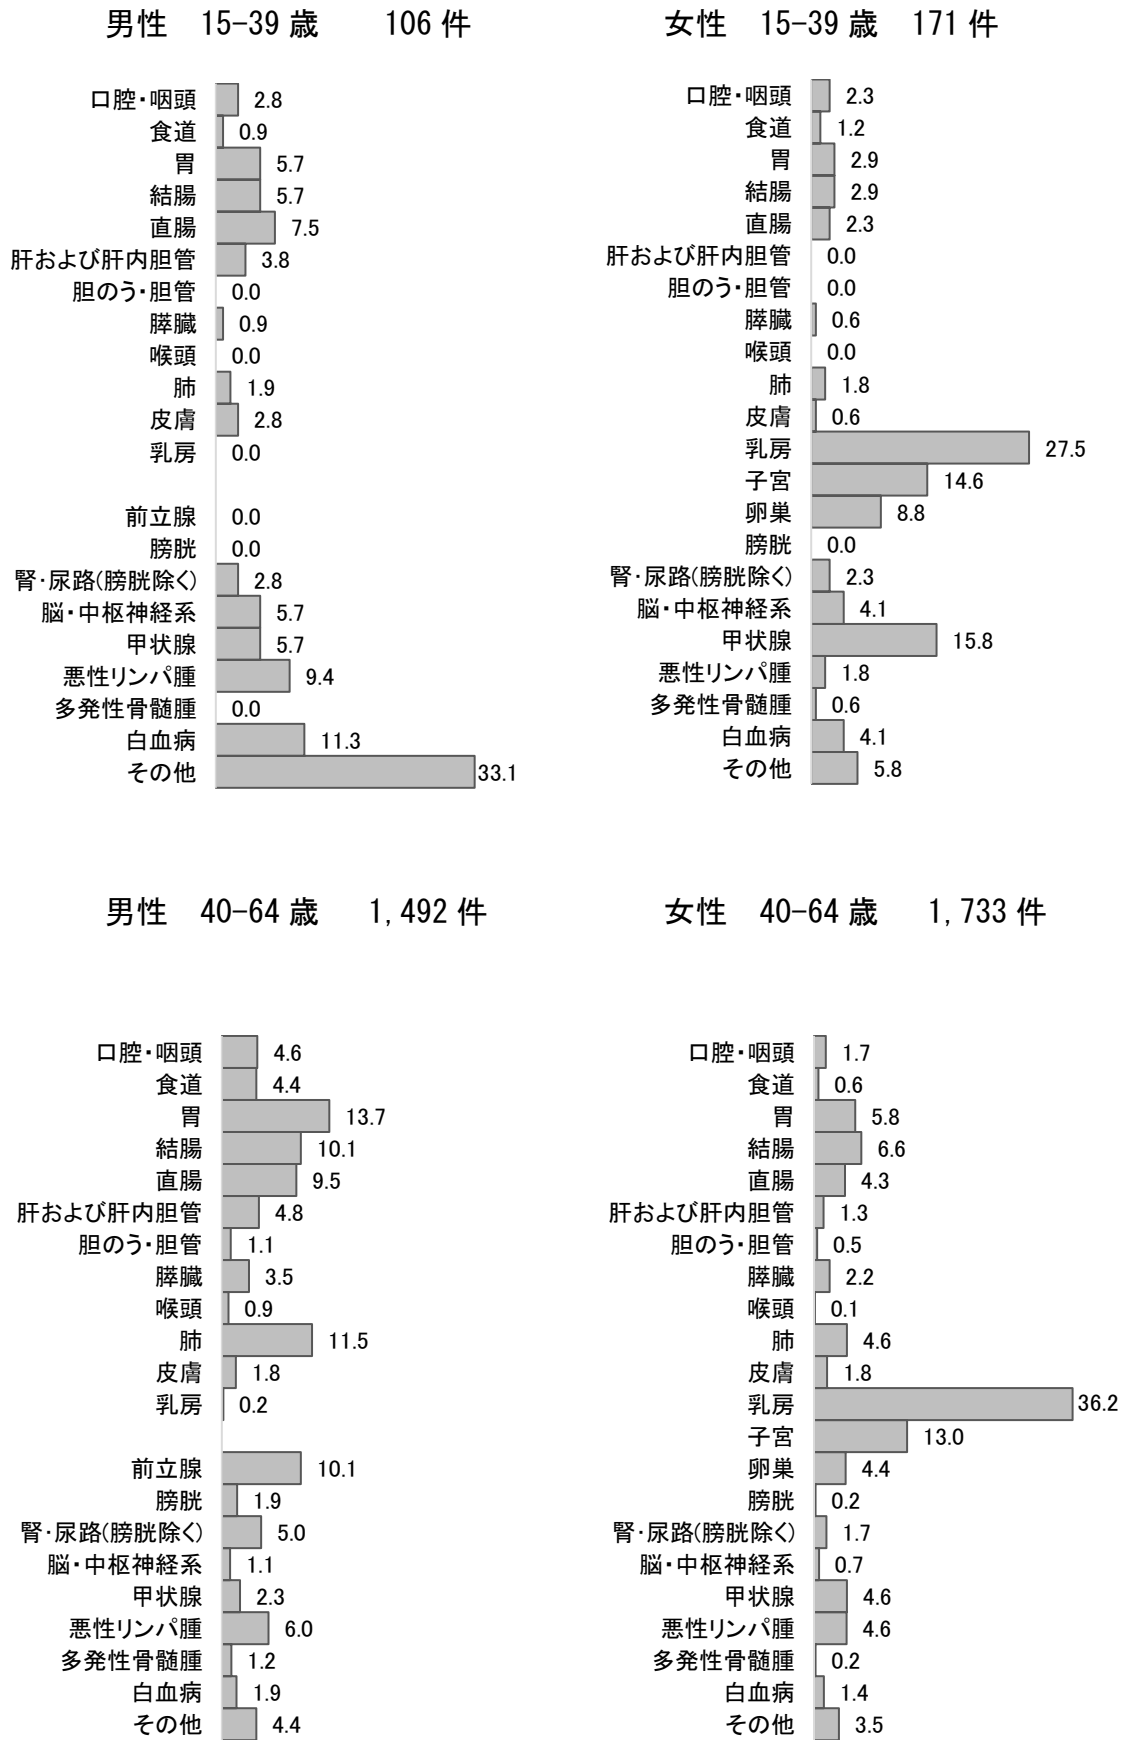 男性 15-39 歳 106 件
口腔・咽頭 2.8
食道 0.9
胃 5.7
結腸 5.7
直腸 7.5
肝および肝内胆管 3.8
胆のう・胆管 0.0
膵臓 0.9
喉頭 0.0
肺 1.9
皮膚 2.8
乳房 0.0
前立腺 0.0
膀胱 0.0
腎・尿路(膀胱除く) 2.8
脳・中枢神経系 5.7
甲状腺 5.7
悪性リンパ腫 9.4
多発性骨髄腫 0.0
白血病 11.3
その他 33.1
女性 15-39 歳 171 件
口腔・咽頭 2.3
食道 1.2
胃 2.9
結腸 2.9
直腸 2.3
肝および肝内胆管 0.0
胆のう・胆管 0.0
膵臓 0.6
喉頭 0.0
肺 1.8
皮膚 0.6
乳房 27.5
子宮 14.6
卵巣 8.8
膀胱 0.0
腎・尿路(膀胱除く) 2.3
脳・中枢神経系 4.1
甲状腺 15.8
悪性リンパ腫 1.8
多発性骨髄腫 0.6
白血病 4.1
その他 5.8
男性 40-64 歳 1,492 件
口腔・咽頭 4.6
食道 4.4
胃 13.7
結腸 10.1
直腸 9.5
肝および肝内胆管 4.8
胆のう・胆管 1.1
膵臓 3.5
喉頭 0.9
肺 11.5
皮膚 1.8
乳房 0.2
前立腺 10.1
膀胱 1.9
腎・尿路(膀胱除く) 5.0
脳・中枢神経系 1.1
甲状腺 2.3
悪性リンパ腫 6.0
多発性骨髄腫 1.2
白血病 1.9
その他 4.4
女性 40-64 歳 1,733 件
口腔・咽頭 1.7
食道 0.6
胃 5.8
結腸 6.6
直腸 4.3
肝および肝内胆管 1.3
胆のう・胆管 0.5
膵臓 2.2
喉頭 0.1
肺 4.6
皮膚 1.8
乳房 36.2
子宮 13.0
卵巣 4.4
膀胱 0.2
腎・尿路(膀胱除く) 1.7
脳・中枢神経系 0.7
甲状腺 4.6
悪性リンパ腫 4.6
多発性骨髄腫 0.2
白血病 1.4
その他 3.5